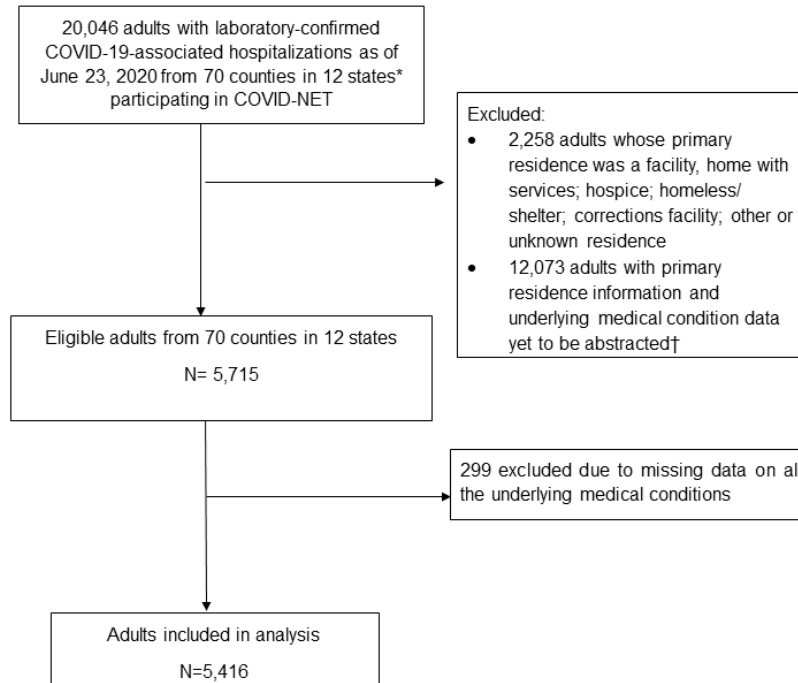 20,046 adults with laboratory-confirmed
COVID-19-associated hospitalizations as of
June 23, 2020 from 70 counties in 12 states*
participating in COVID-NET
Excluded:
• 2,258 adults whose primary
residence was a facility, home with
services; hospice; homeless/
shelter; corrections facility; other or
unknown residence
• 12,073 adults with primary
residence information and
underlying medical condition data
yet to be abstracted†
Eligible adults from 70 counties in 12 states
N= 5,715
299 excluded due to missing data on al
the underlying medical conditions
Adults included in analysis
N=5,416